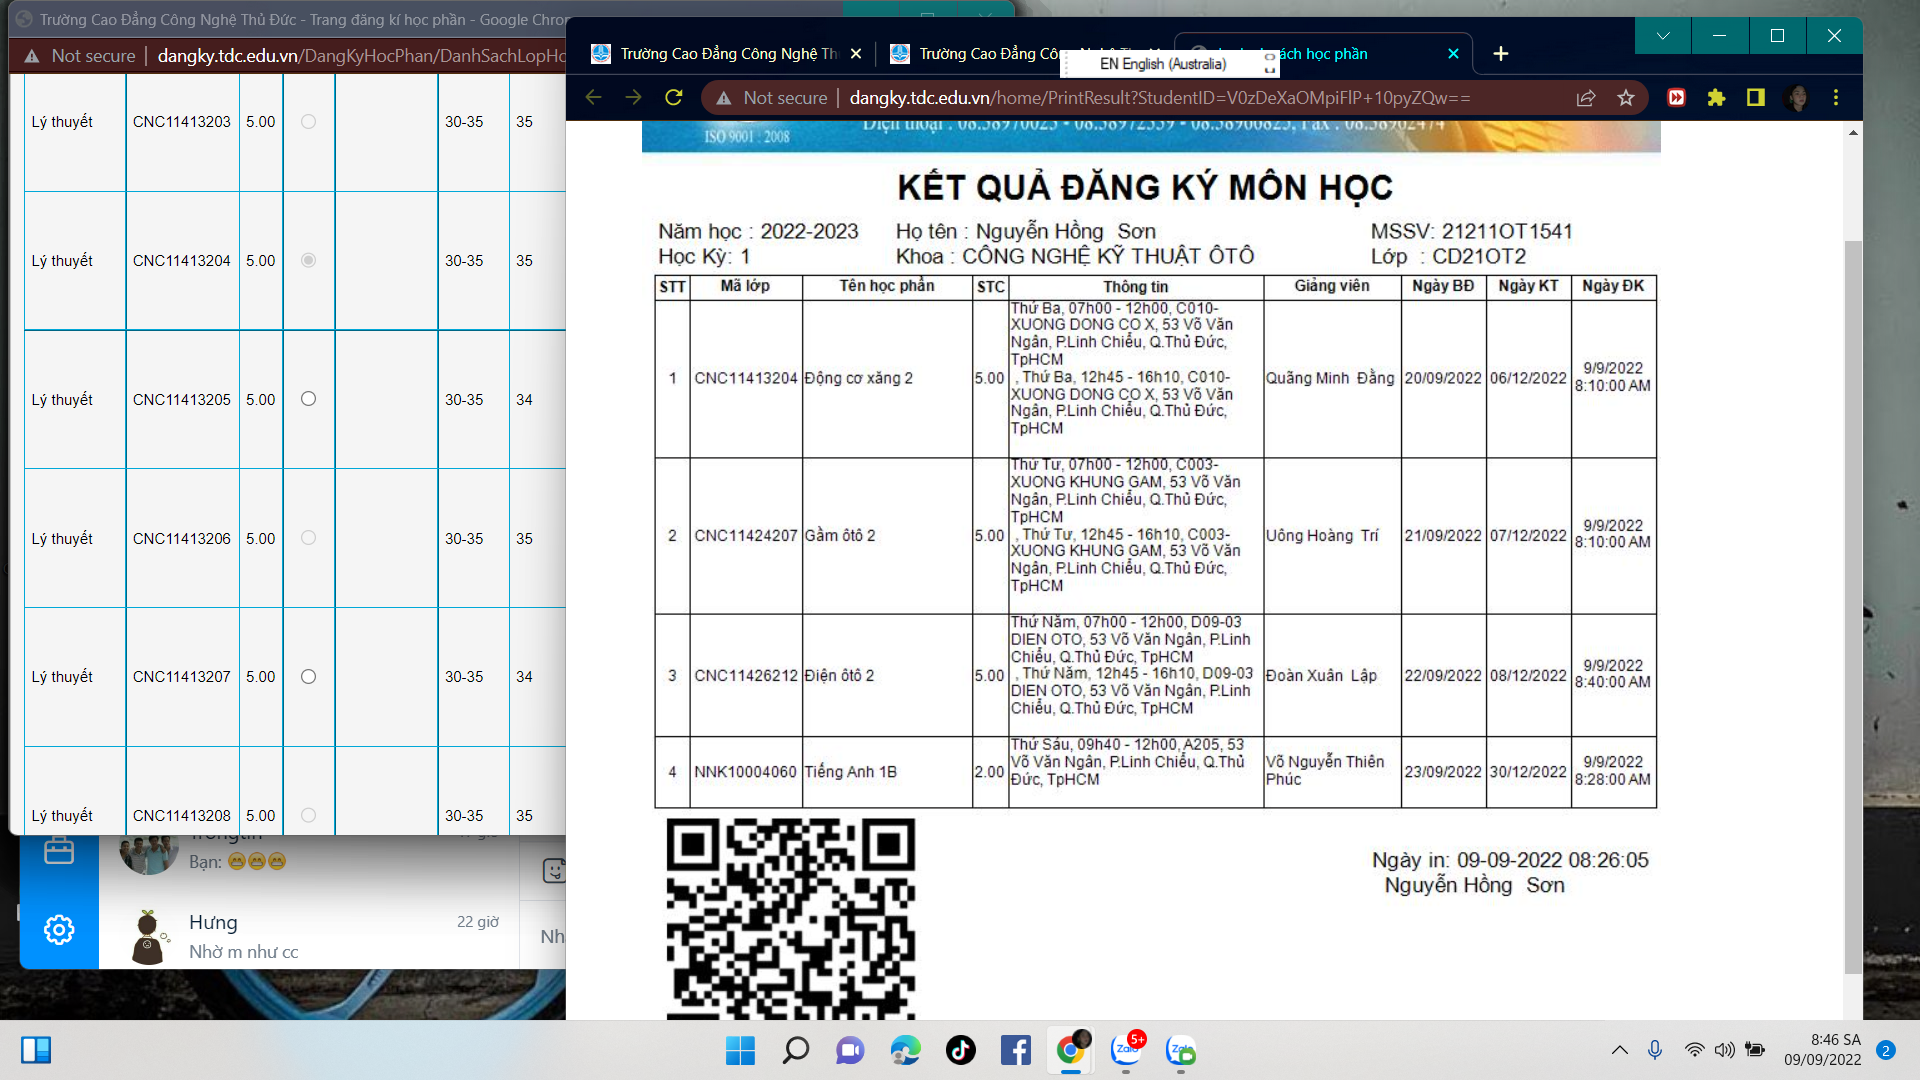 Trường Cao Đẳng Công Nghệ Thủ Đức - Trang đăng kí học phần - Google Chron
Not secure | dangky.tdc.edu.vn/DangKyHocPhan/DanhSachLopHo
Lý thuyết CNC11413203 5.00 30-35 35
Lý thuyết CNC11413204 5.00 30-35 35
Lý thuyết CNC11413205 5.00 30-35 34
Lý thuyết CNC11413206 5.00 30-35 35
Lý thuyết CNC11413207 5.00 30-35 34
Lý thuyết CNC11413208 5.00 30-35 35
Bạn: 😁😁😁
Hưng 22 giờ
Nhờ m như cc
Trường Cao Đẳng Công Nghệ Th
Trường Cao Đẳng Côn
EN English (Australia)
ách học phần
Not secure | dangky.tdc.edu.vn/home/PrintResult?StudentID=V0zDeXaOMpiFlP+10pyZQw==
ISO 9001 : 2008
Điện thoại : 08.38970023 - 08.38972339 - 08.38966825, Fax : 08.38962474
KẾT QUẢ ĐĂNG KÝ MÔN HỌC
Năm học : 2022-2023 Họ tên : Nguyễn Hồng Sơn MSSV: 21211OT1541
Học Kỳ: 1 Khoa : CÔNG NGHỆ KỸ THUẬT ÔTÔ Lớp : CD21OT2
STT Mã lớp Tên học phần STC Thông tin Giảng viên Ngày BĐ Ngày KT Ngày ĐK
Thứ Ba, 07h00 - 12h00, C010-
XUONG DONG CO X, 53 Võ Văn
Ngân, P.Linh Chiểu, Q.Thủ Đức,
TpHCM
1 CNC11413204 Động cơ xăng 2 5.00 , Thứ Ba, 12h45 - 16h10, C010- Quãng Minh Đằng 20/09/2022 06/12/2022 9/9/2022 8:10:00 AM
XUONG DONG CO X, 53 Võ Văn
Ngân, P.Linh Chiểu, Q.Thủ Đức,
TpHCM
Thứ Tư, 07h00 - 12h00, C003-
XUONG KHUNG GAM, 53 Võ Văn
Ngân, P.Linh Chiểu, Q.Thủ Đức,
TpHCM
2 CNC11424207 Gầm ôtô 2 5.00 , Thứ Tư, 12h45 - 16h10, C003- Uông Hoàng Trí 21/09/2022 07/12/2022 9/9/2022 8:10:00 AM
XUONG KHUNG GAM, 53 Võ Văn
Ngân, P.Linh Chiểu, Q.Thủ Đức,
TpHCM
Thứ Năm, 07h00 - 12h00, D09-03
DIEN OTO, 53 Võ Văn Ngân, P.Linh
Chiểu, Q.Thủ Đức, TpHCM
3 CNC11426212 Điện ôtô 2 5.00 , Thứ Năm, 12h45 - 16h10, D09-03 Đoàn Xuân Lập 22/09/2022 08/12/2022 9/9/2022 8:40:00 AM
DIEN OTO, 53 Võ Văn Ngân, P.Linh
Chiểu, Q.Thủ Đức, TpHCM
Thứ Sáu, 09h40 - 12h00, A205, 53
4 NNK10004060 Tiếng Anh 1B 2.00 Võ Văn Ngân, P.Linh Chiểu, Q.Thủ Võ Nguyễn Thiên Phúc 23/09/2022 30/12/2022 9/9/2022 8:28:00 AM
Đức, TpHCM
Ngày in: 09-09-2022 08:26:05
Nguyễn Hồng Sơn
Zalo 5+
Zalo
8:46 SA
09/09/2022
2